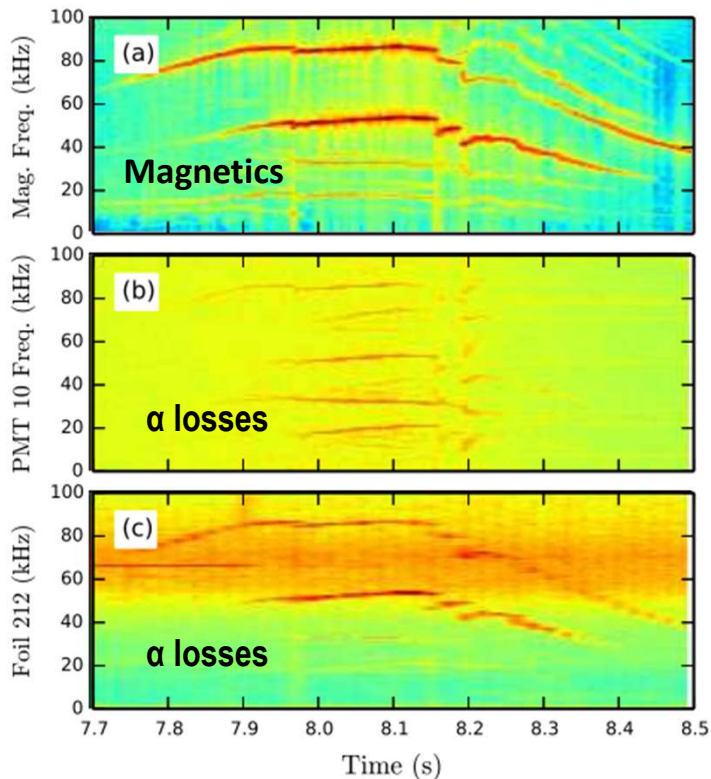 100
80
60
40
20
0
Mag. Freq. (kHz)
(a)
Magnetics
100
80
60
40
20
0
PMT 10 Freq. (kHz)
(b)
α losses
100
80
60
40
20
0
Foil 212 (kHz)
(c)
α losses
7.7 7.8 7.9 8.0 8.1 8.2 8.3 8.4 8.5
Time (s)